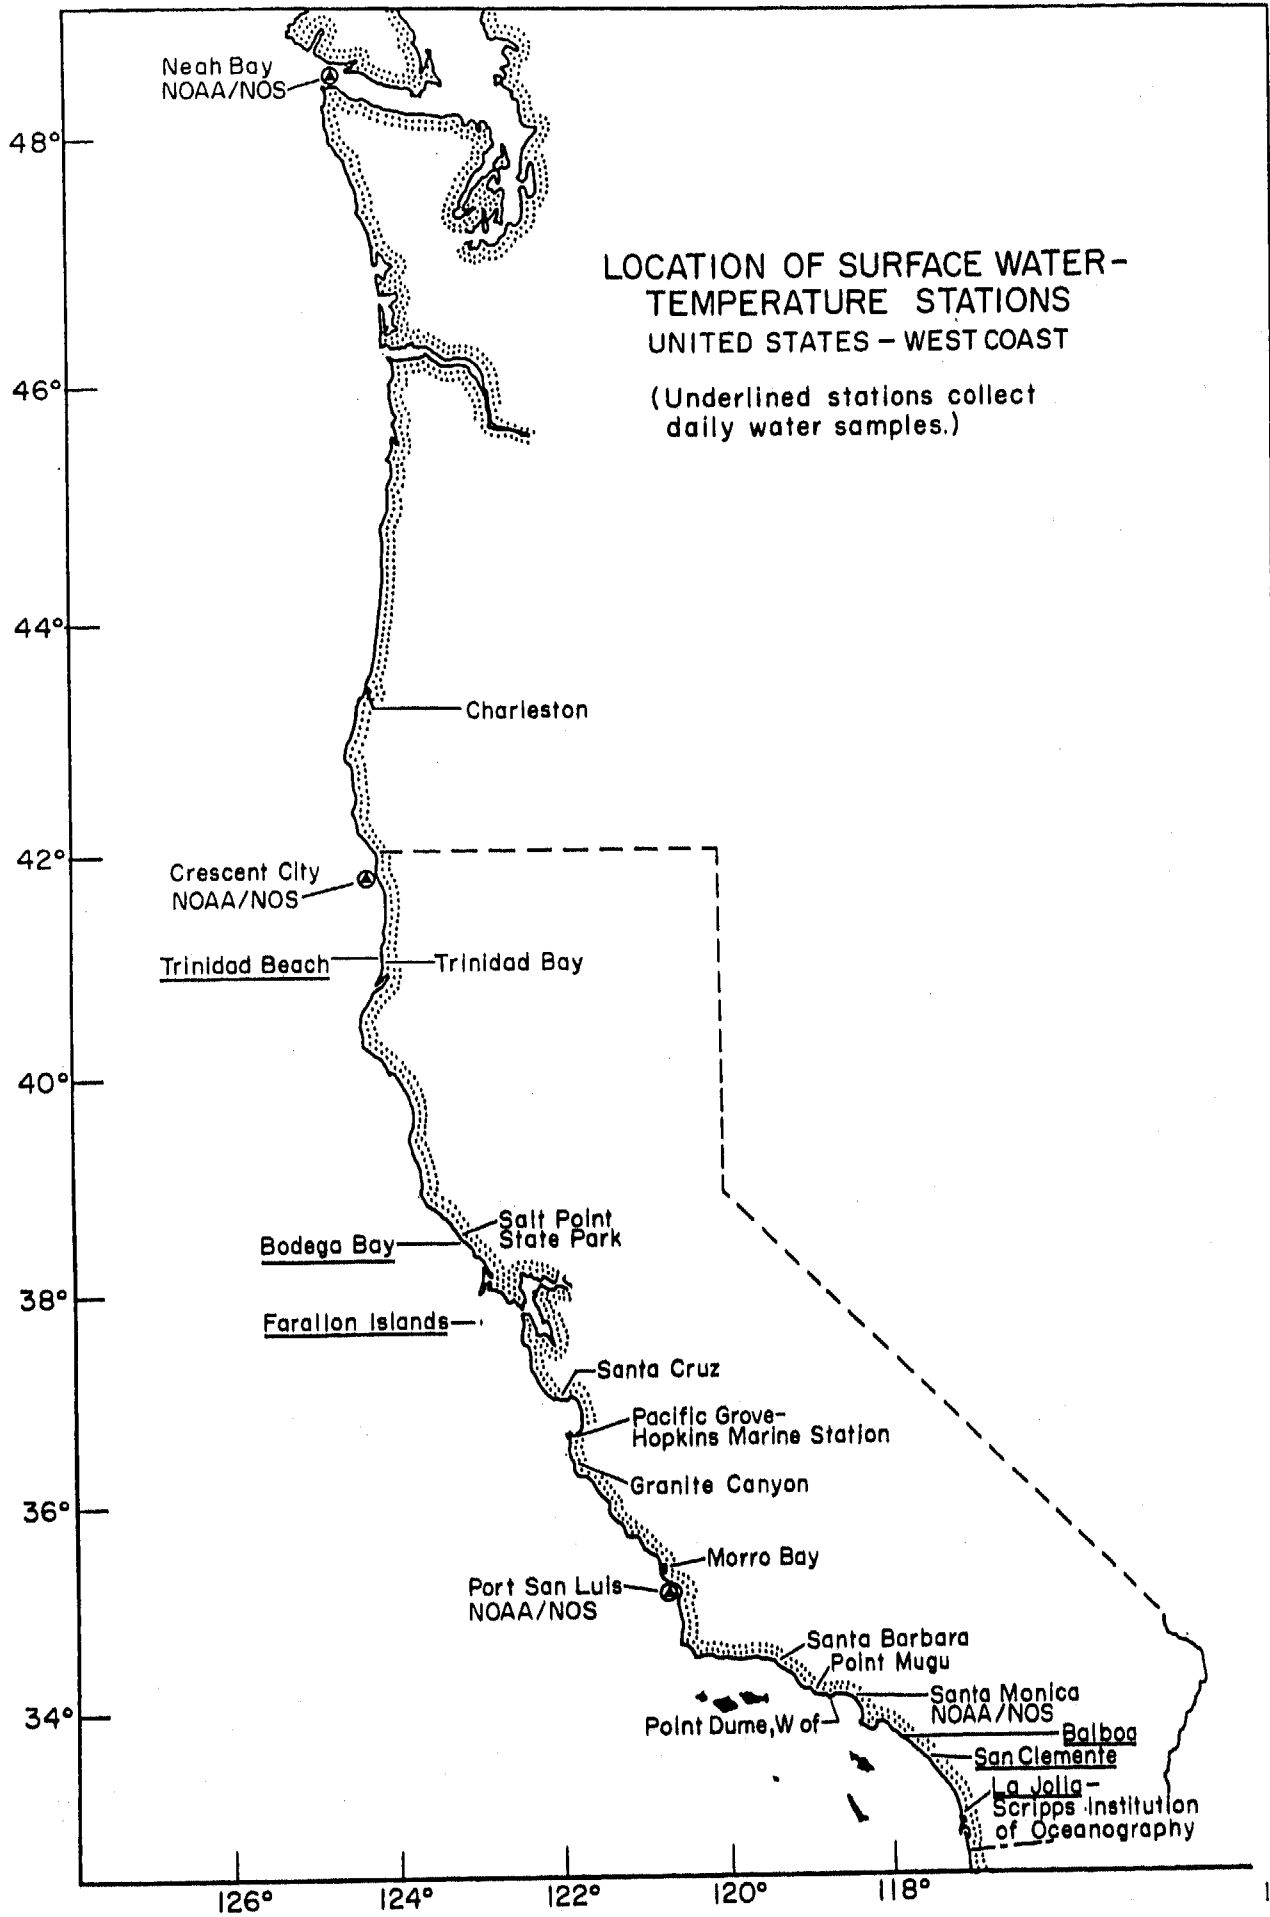 Neah Bay
NOAA/NOS
48°
LOCATION OF SURFACE WATER-
TEMPERATURE STATIONS
UNITED STATES - WEST COAST
(Underlined stations collect
daily water samples.)
46°
44°
Charleston
42°
Crescent City
NOAA/NOS
Trinidad Beach
Trinidad Bay
40°
Salt Point
State Park
Bodega Bay
38°
Farallon Islands
Santa Cruz
Pacific Grove-
Hopkins Marine Station
36°
Granite Canyon
Morro Bay
Port San Luis
NOAA/NOS
Santa Barbara
Point Mugu
34°
Santa Monica
NOAA/NOS
Point Dume, W of
Balboa
San Clemente
La Jolla-
Scripps Institution
of Oceanography
126°
124°
122°
120°
118°
1